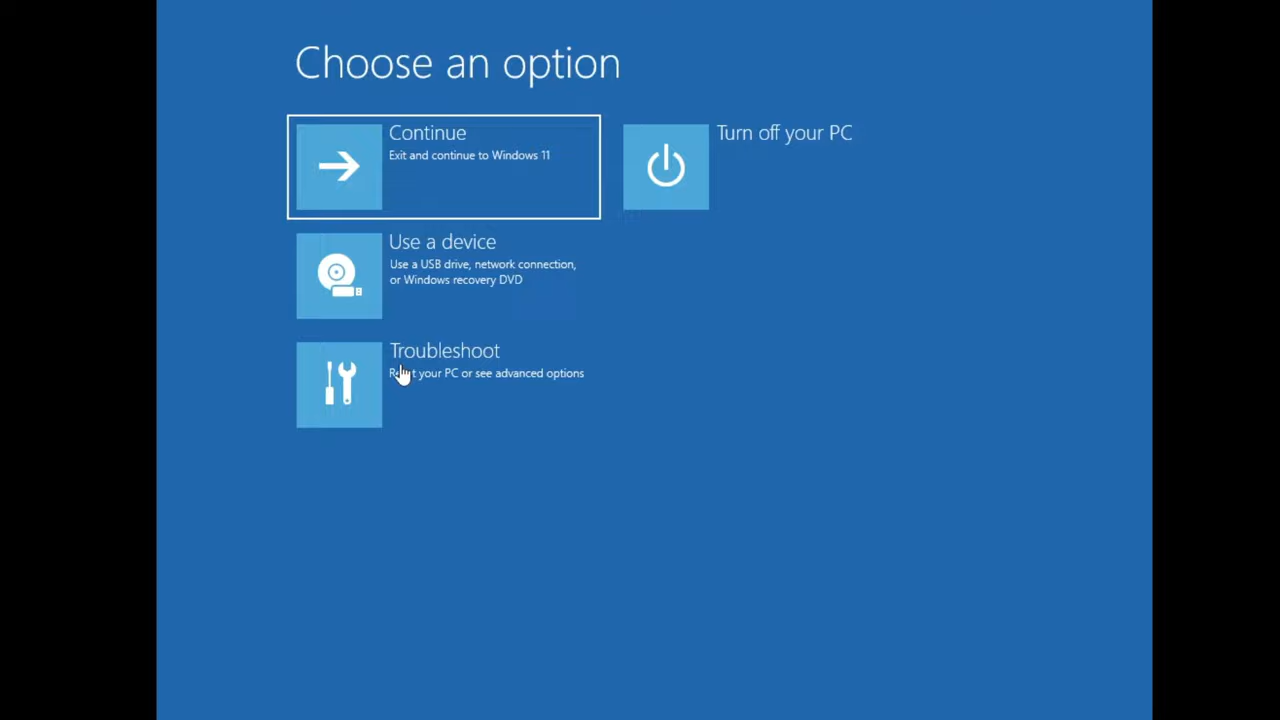 Choose an option
Continue
Exit and continue to Windows 11
Turn off your PC
Use a device
Use a USB drive, network connection,
or Windows recovery DVD
Troubleshoot
your PC or see advanced options